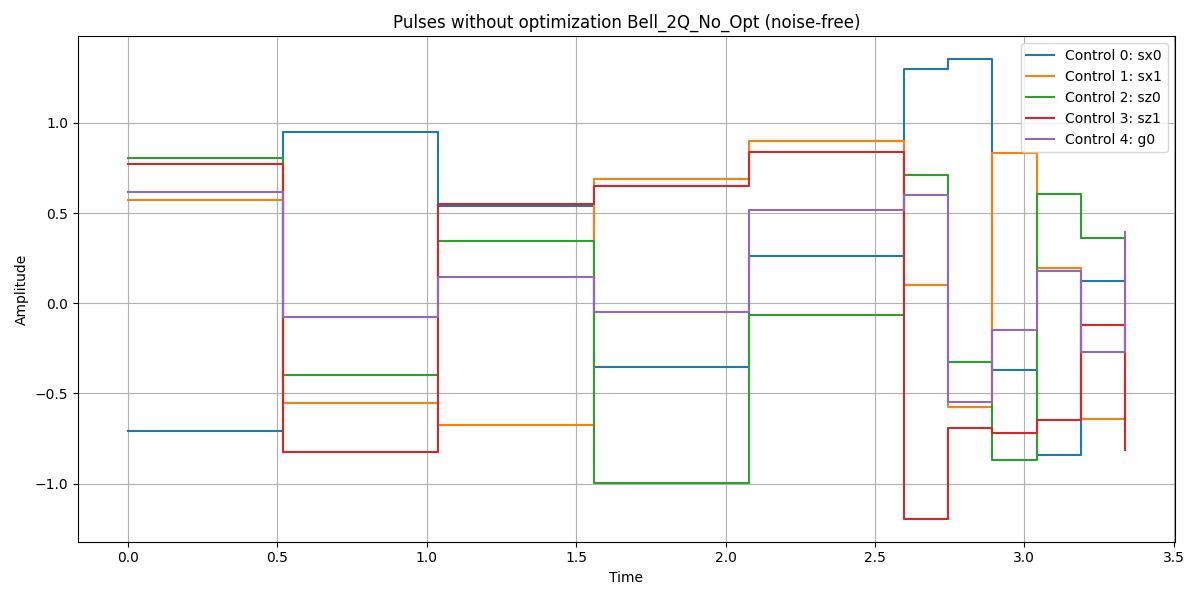 Pulses without optimization Bell_2Q_No_Opt (noise-free)
Control 0: sx0
Control 1: sx1
Control 2: sz0
Control 3: sz1
Control 4: g0
Amplitude
1.0
0.5
0.0
−0.5
−1.0
0.0 0.5 1.0 1.5 2.0 2.5 3.0 3.5
Time